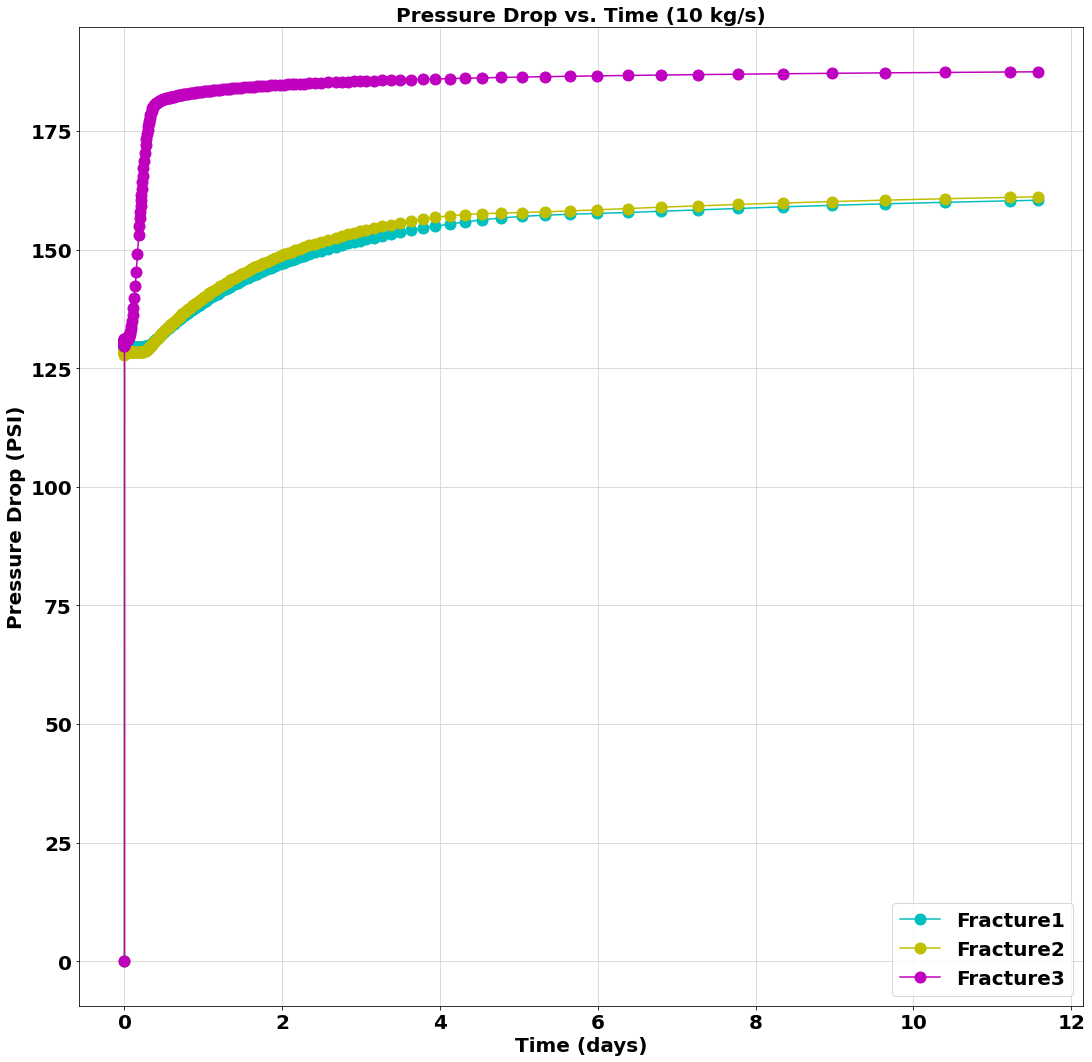 Pressure Drop vs. Time (10 kg/s)
Pressure Drop (PSI)
175
150
125
100
75
50
25
0
0 2 4 6 8 10 12
Time (days)
Fracture1
Fracture2
Fracture3